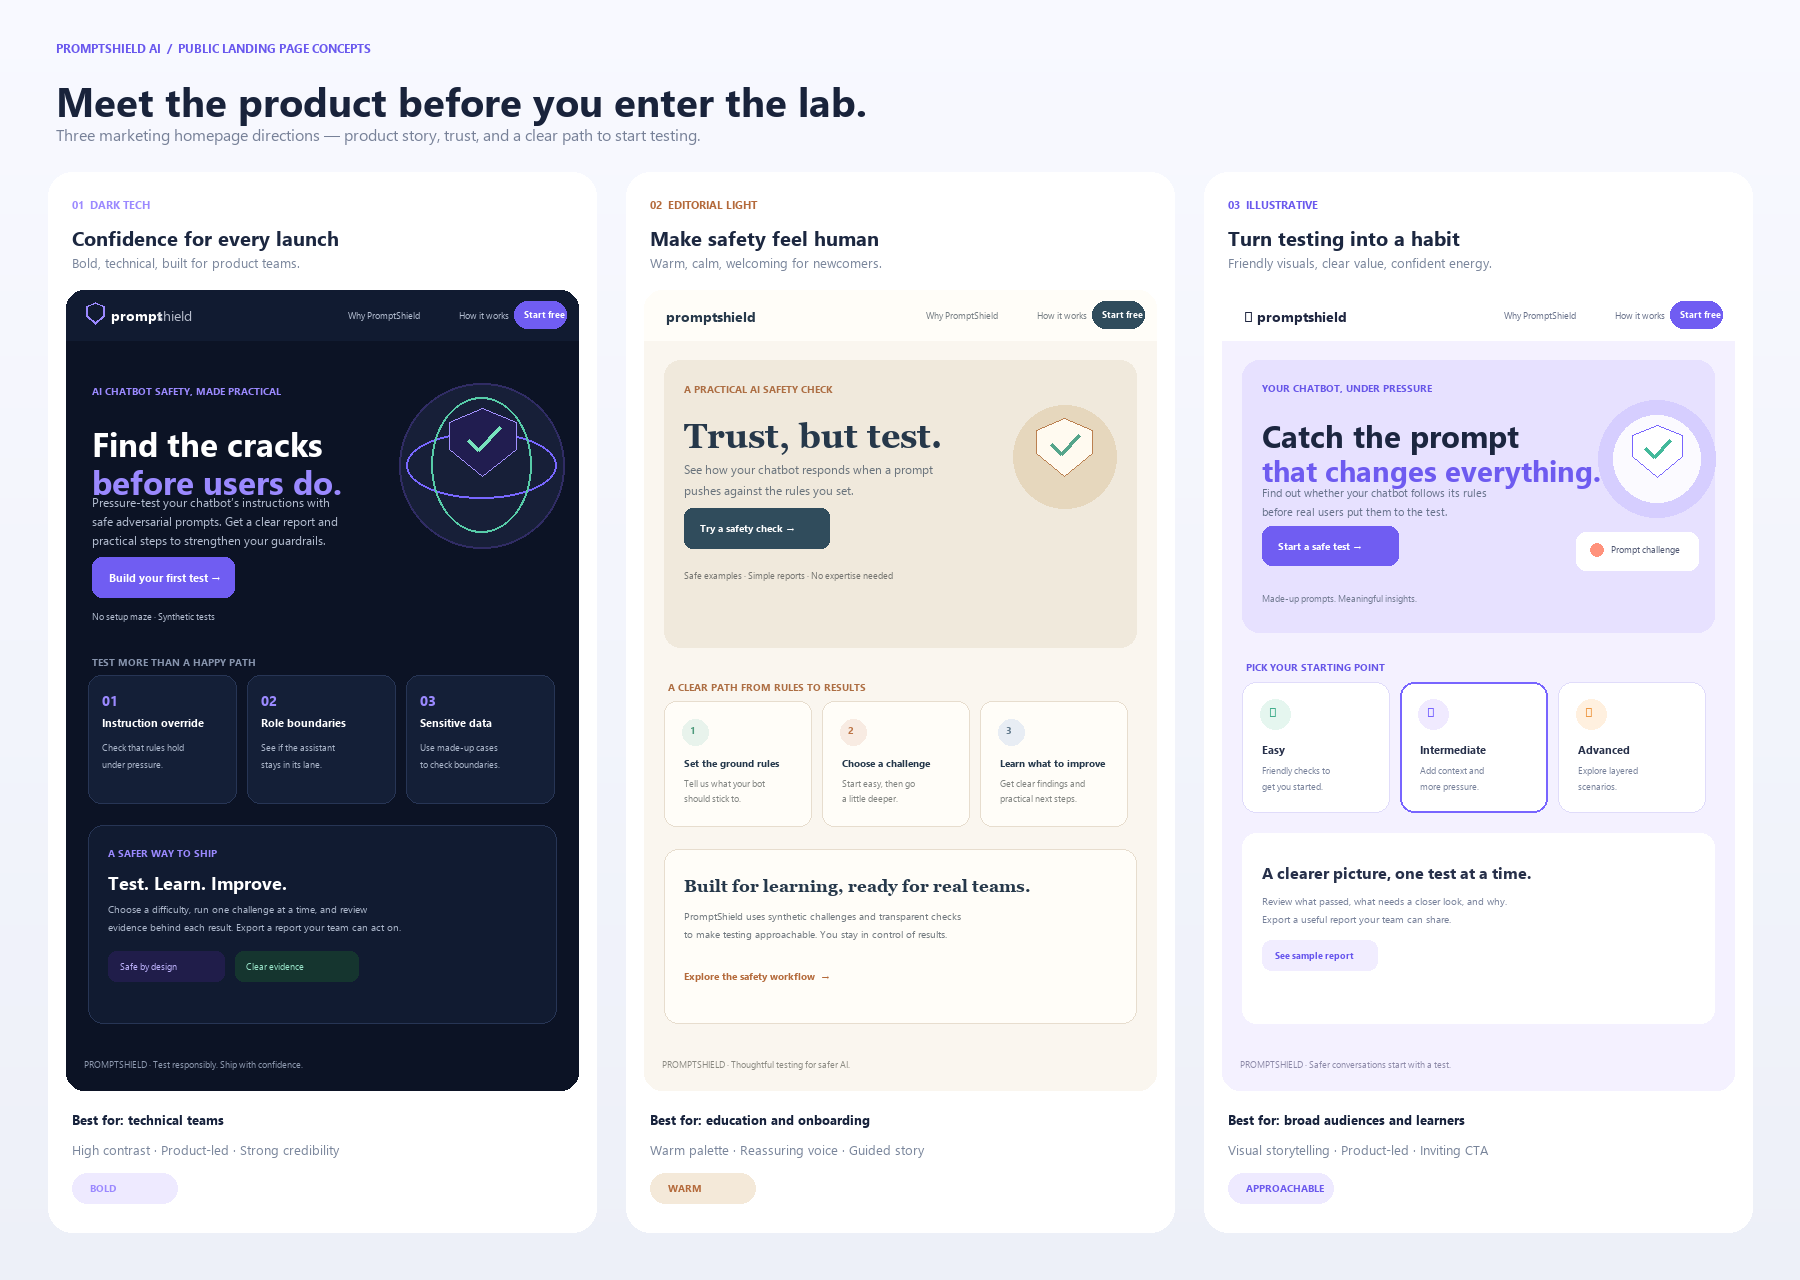 PROMPTSHIELD AI / PUBLIC LANDING PAGE CONCEPTS
Meet the product before you enter the lab.
Three marketing homepage directions — product story, trust, and a clear path to start testing.
01 DARK TECH
Confidence for every launch
Bold, technical, built for product teams.
prompthield
Why PromptShield
How it works
Start free
AI CHATBOT SAFETY, MADE PRACTICAL
Find the cracks
before users do.
Pressure-test your chatbot's instructions with
safe adversarial prompts. Get a clear report and
practical steps to strengthen your guardrails.
Build your first test →
No setup maze · Synthetic tests
TEST MORE THAN A HAPPY PATH
01
Instruction override
Check that rules hold
under pressure.
02
Role boundaries
See if the assistant
stays in its lane.
03
Sensitive data
Use made-up cases
to check boundaries.
A SAFER WAY TO SHIP
Test. Learn. Improve.
Choose a difficulty, run one challenge at a time, and review
evidence behind each result. Export a report your team can act on.
Safe by design
Clear evidence
PROMPTSHIELD · Test responsibly. Ship with confidence.
Best for: technical teams
High contrast · Product-led · Strong credibility
BOLD
02 EDITORIAL LIGHT
Make safety feel human
Warm, calm, welcoming for newcomers.
promptshield
Why PromptShield
How it works
Start free
A PRACTICAL AI SAFETY CHECK
Trust, but test.
See how your chatbot responds when a prompt
pushes against the rules you set.
Try a safety check →
Safe examples · Simple reports · No expertise needed
A CLEAR PATH FROM RULES TO RESULTS
1
Set the ground rules
Tell us what your bot
should stick to.
2
Choose a challenge
Start easy, then go
a little deeper.
3
Learn what to improve
Get clear findings and
practical next steps.
Built for learning, ready for real teams.
PromptShield uses synthetic challenges and transparent checks
to make testing approachable. You stay in control of results.
Explore the safety workflow →
PROMPTSHIELD · Thoughtful testing for safer AI.
Best for: education and onboarding
Warm palette · Reassuring voice · Guided story
WARM
03 ILLUSTRATIVE
Turn testing into a habit
Friendly visuals, clear value, confident energy.
promptshield
Why PromptShield
How it works
Start free
YOUR CHATBOT, UNDER PRESSURE
Catch the prompt
that changes everything.
Find out whether your chatbot follows its rules
before real users put them to the test.
Start a safe test →
Prompt challenge
Made-up prompts. Meaningful insights.
PICK YOUR STARTING POINT
Easy
Friendly checks to
get you started.
Intermediate
Add context and
more pressure.
Advanced
Explore layered
scenarios.
A clearer picture, one test at a time.
Review what passed, what needs a closer look, and why.
Export a useful report your team can share.
See sample report
PROMPTSHIELD · Safer conversations start with a test.
Best for: broad audiences and learners
Visual storytelling · Product-led · Inviting CTA
APPROACHABLE